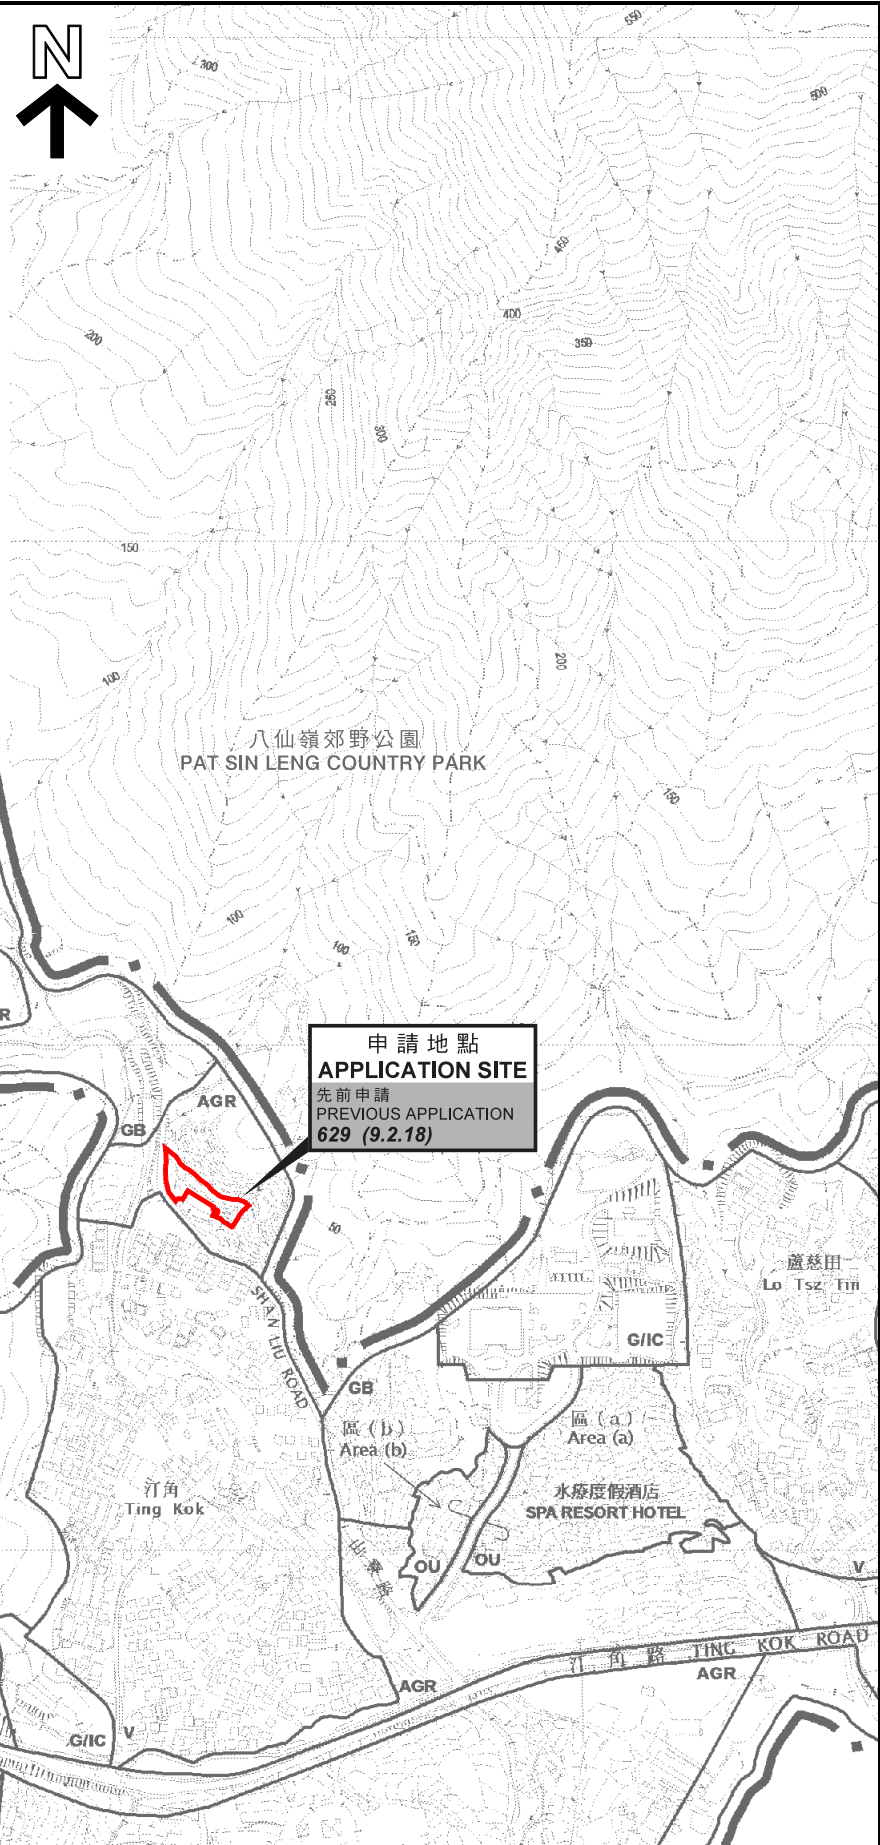 N
550
300
500
450
400
350
200
250
300
150
200
100
八仙嶺郊野公園
PAT SIN LENG COUNTRY PARK
150
100
100
150
R
申請地點
APPLICATION SITE
先前申請
PREVIOUS APPLICATION
629 (9.2.18)
AGR
GB
50
蘆慈田
Lo Tsz Tin
SHAN LIU ROAD
G/IC
GB
區 (b)
Area (b)
區 (a)
Area (a)
汀角
Ting Kok
水療度假酒店
SPA RESORT HOTEL
山寮路
OU
OU
V
汀角路 TING KOK ROAD
AGR
AGR
V
G/IC